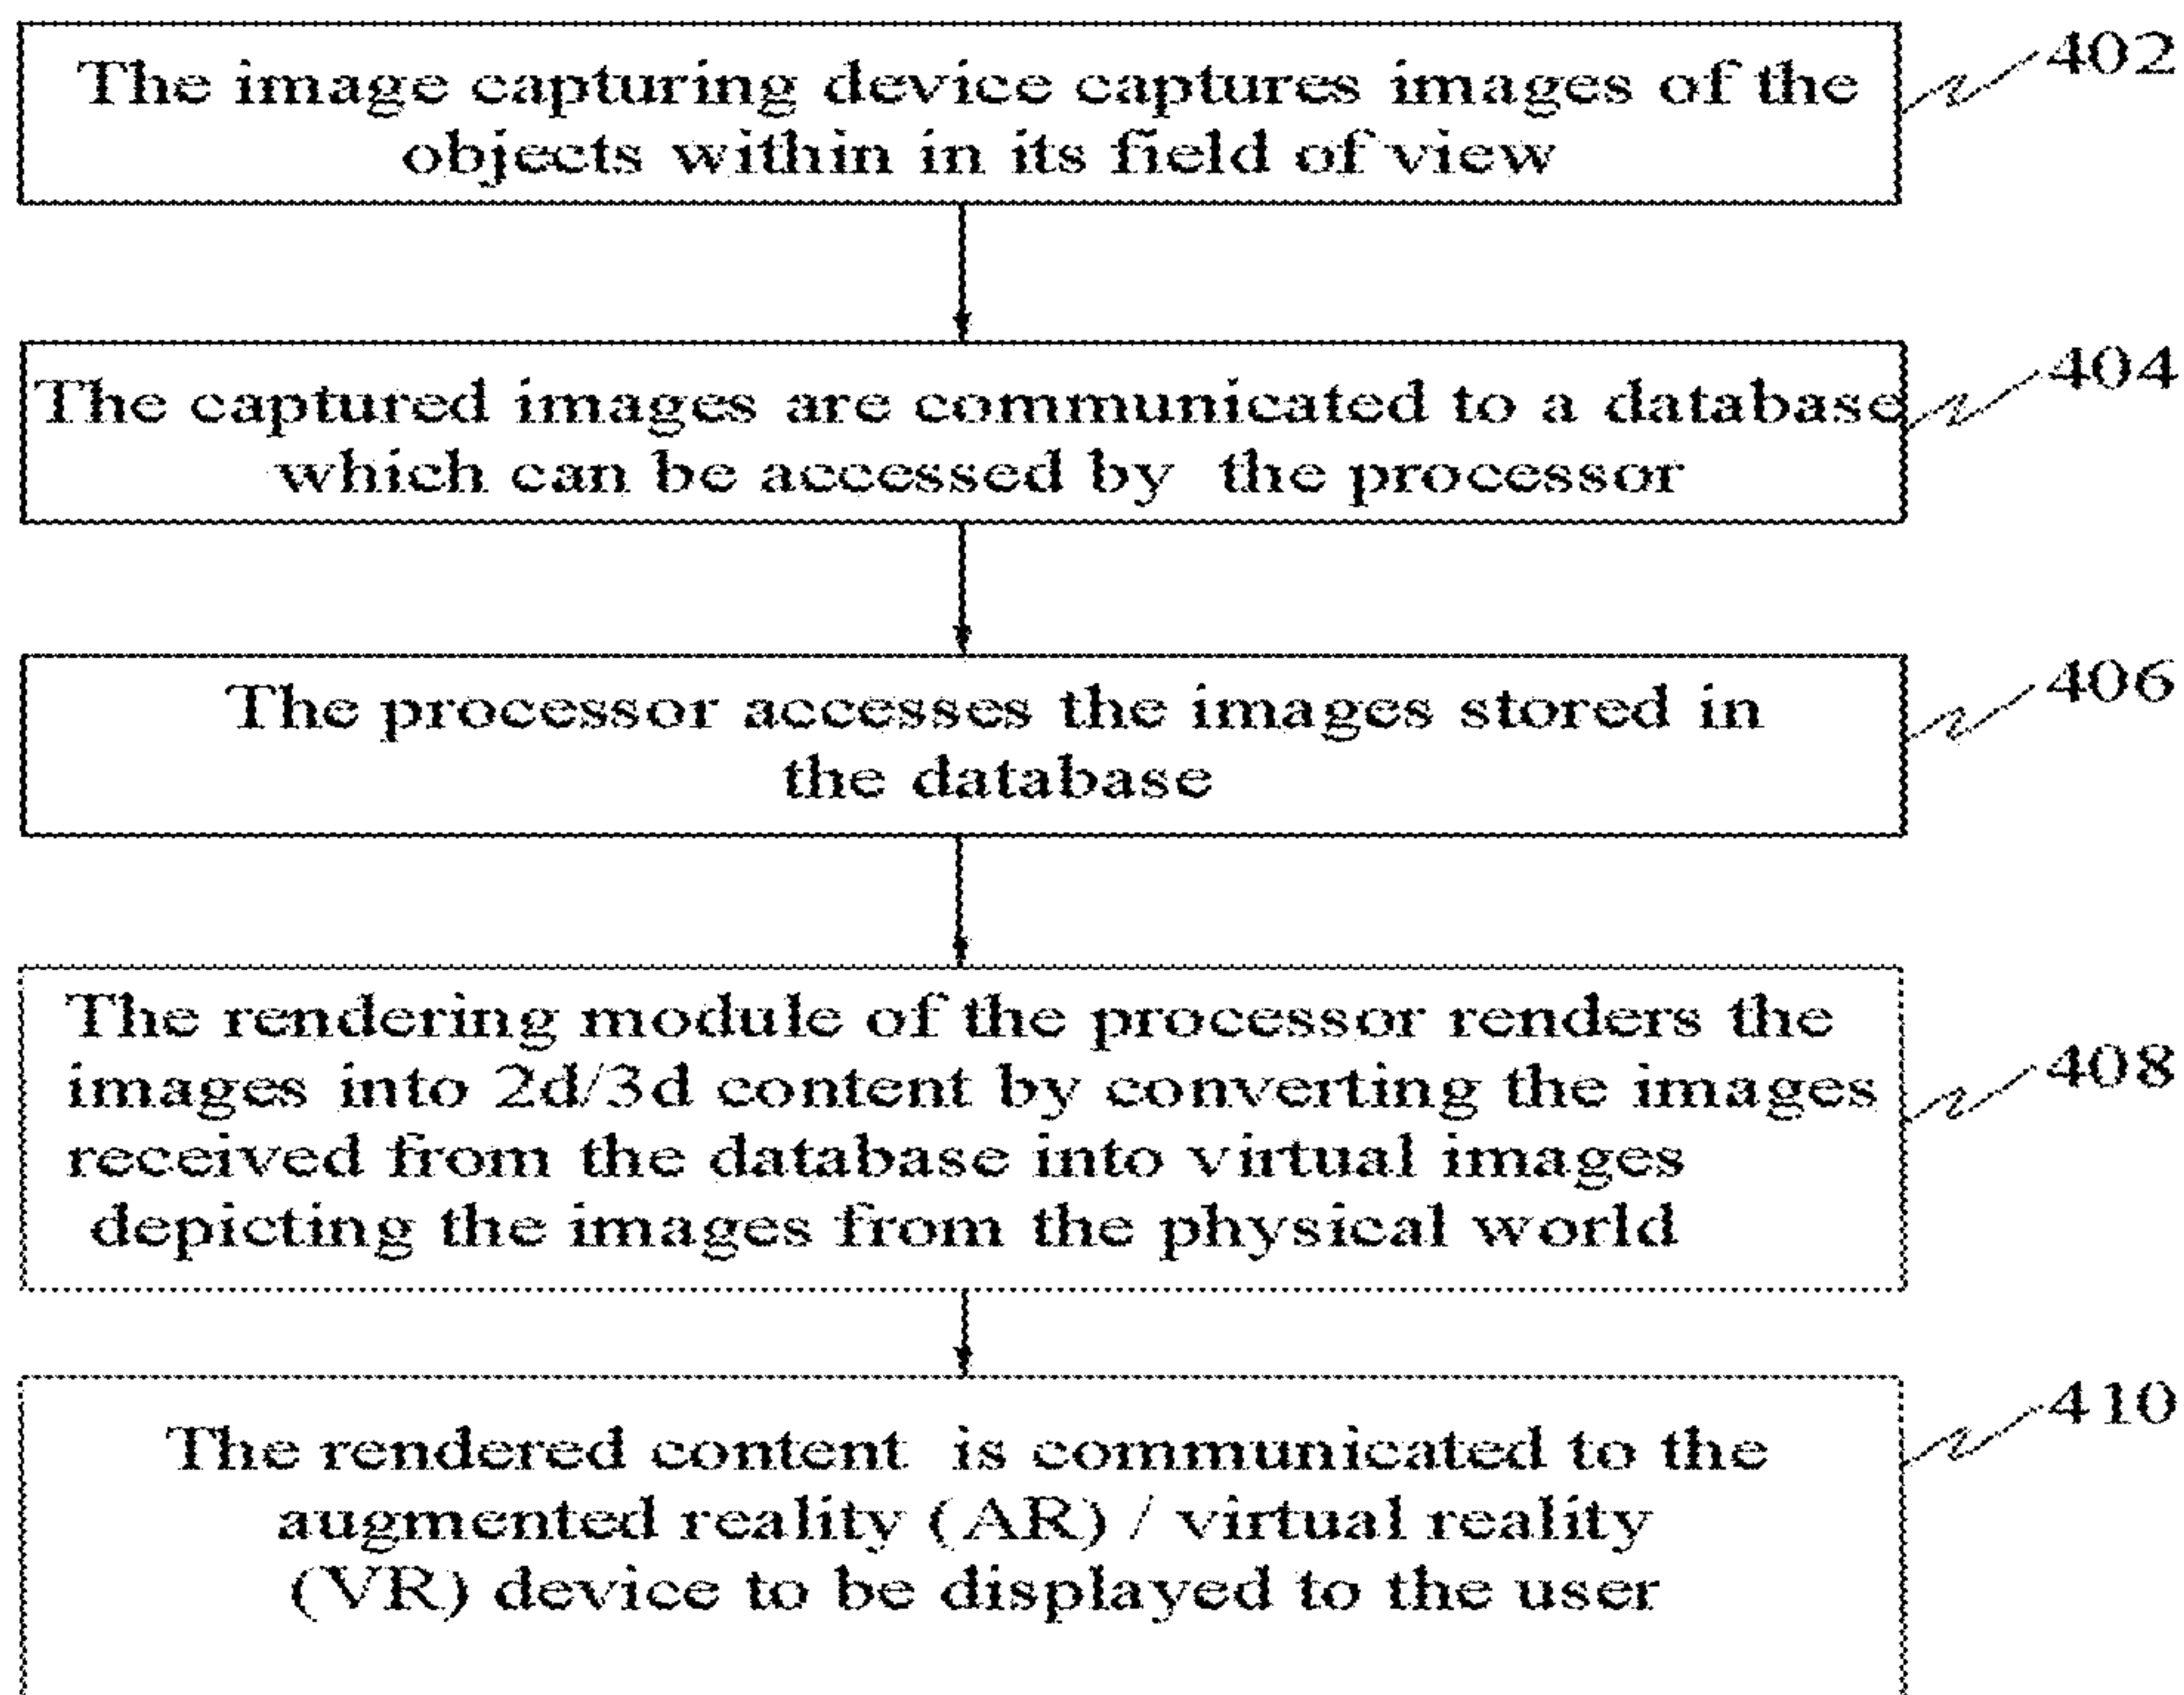 The image capturing device captures images of the
objects within in its field of view
402
The captured images are communicated to a database
which can be accessed by the processor
404
The processor accesses the images stored in
the database
406
The rendering module of the processor renders the
images into 2d/3d content by converting the images
received from the database into virtual images
depicting the images from the physical world
408
The rendered content is communicated to the
augmented reality (AR) / virtual reality
(VR) device to be displayed to the user
410